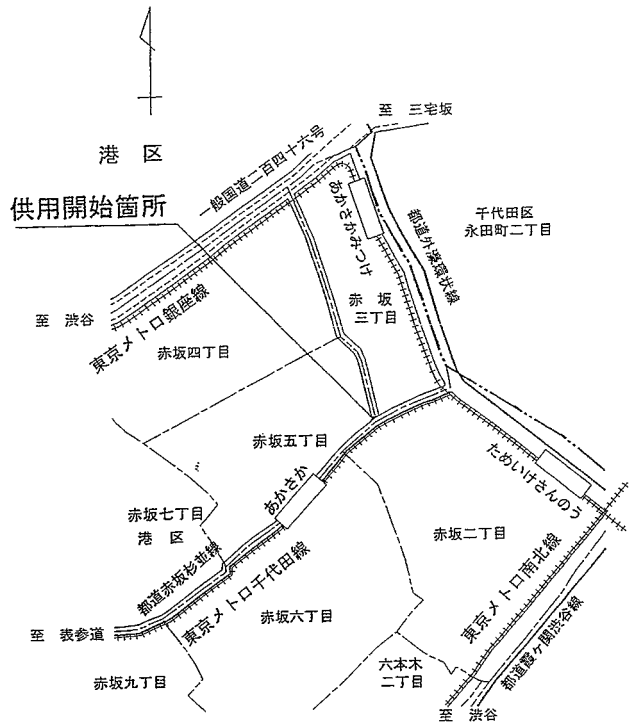 至 三宅坂
港 区
一般国道二百四十六号
供用開始箇所
あかさかみつけ
都道外濠環状線
千代田区
永田町二丁目
至 渋谷
東京メトロ銀座線
赤坂
三丁目
赤坂四丁目
赤坂五丁目
ためいけさんのう
あかさか
赤坂七丁目
港 区
赤坂二丁目
都道赤坂杉並線
東京メトロ千代田線
東京メトロ南北線
赤坂六丁目
至 表参道
都道霞ヶ関渋谷線
六本木
二丁目
赤坂九丁目
至 渋谷